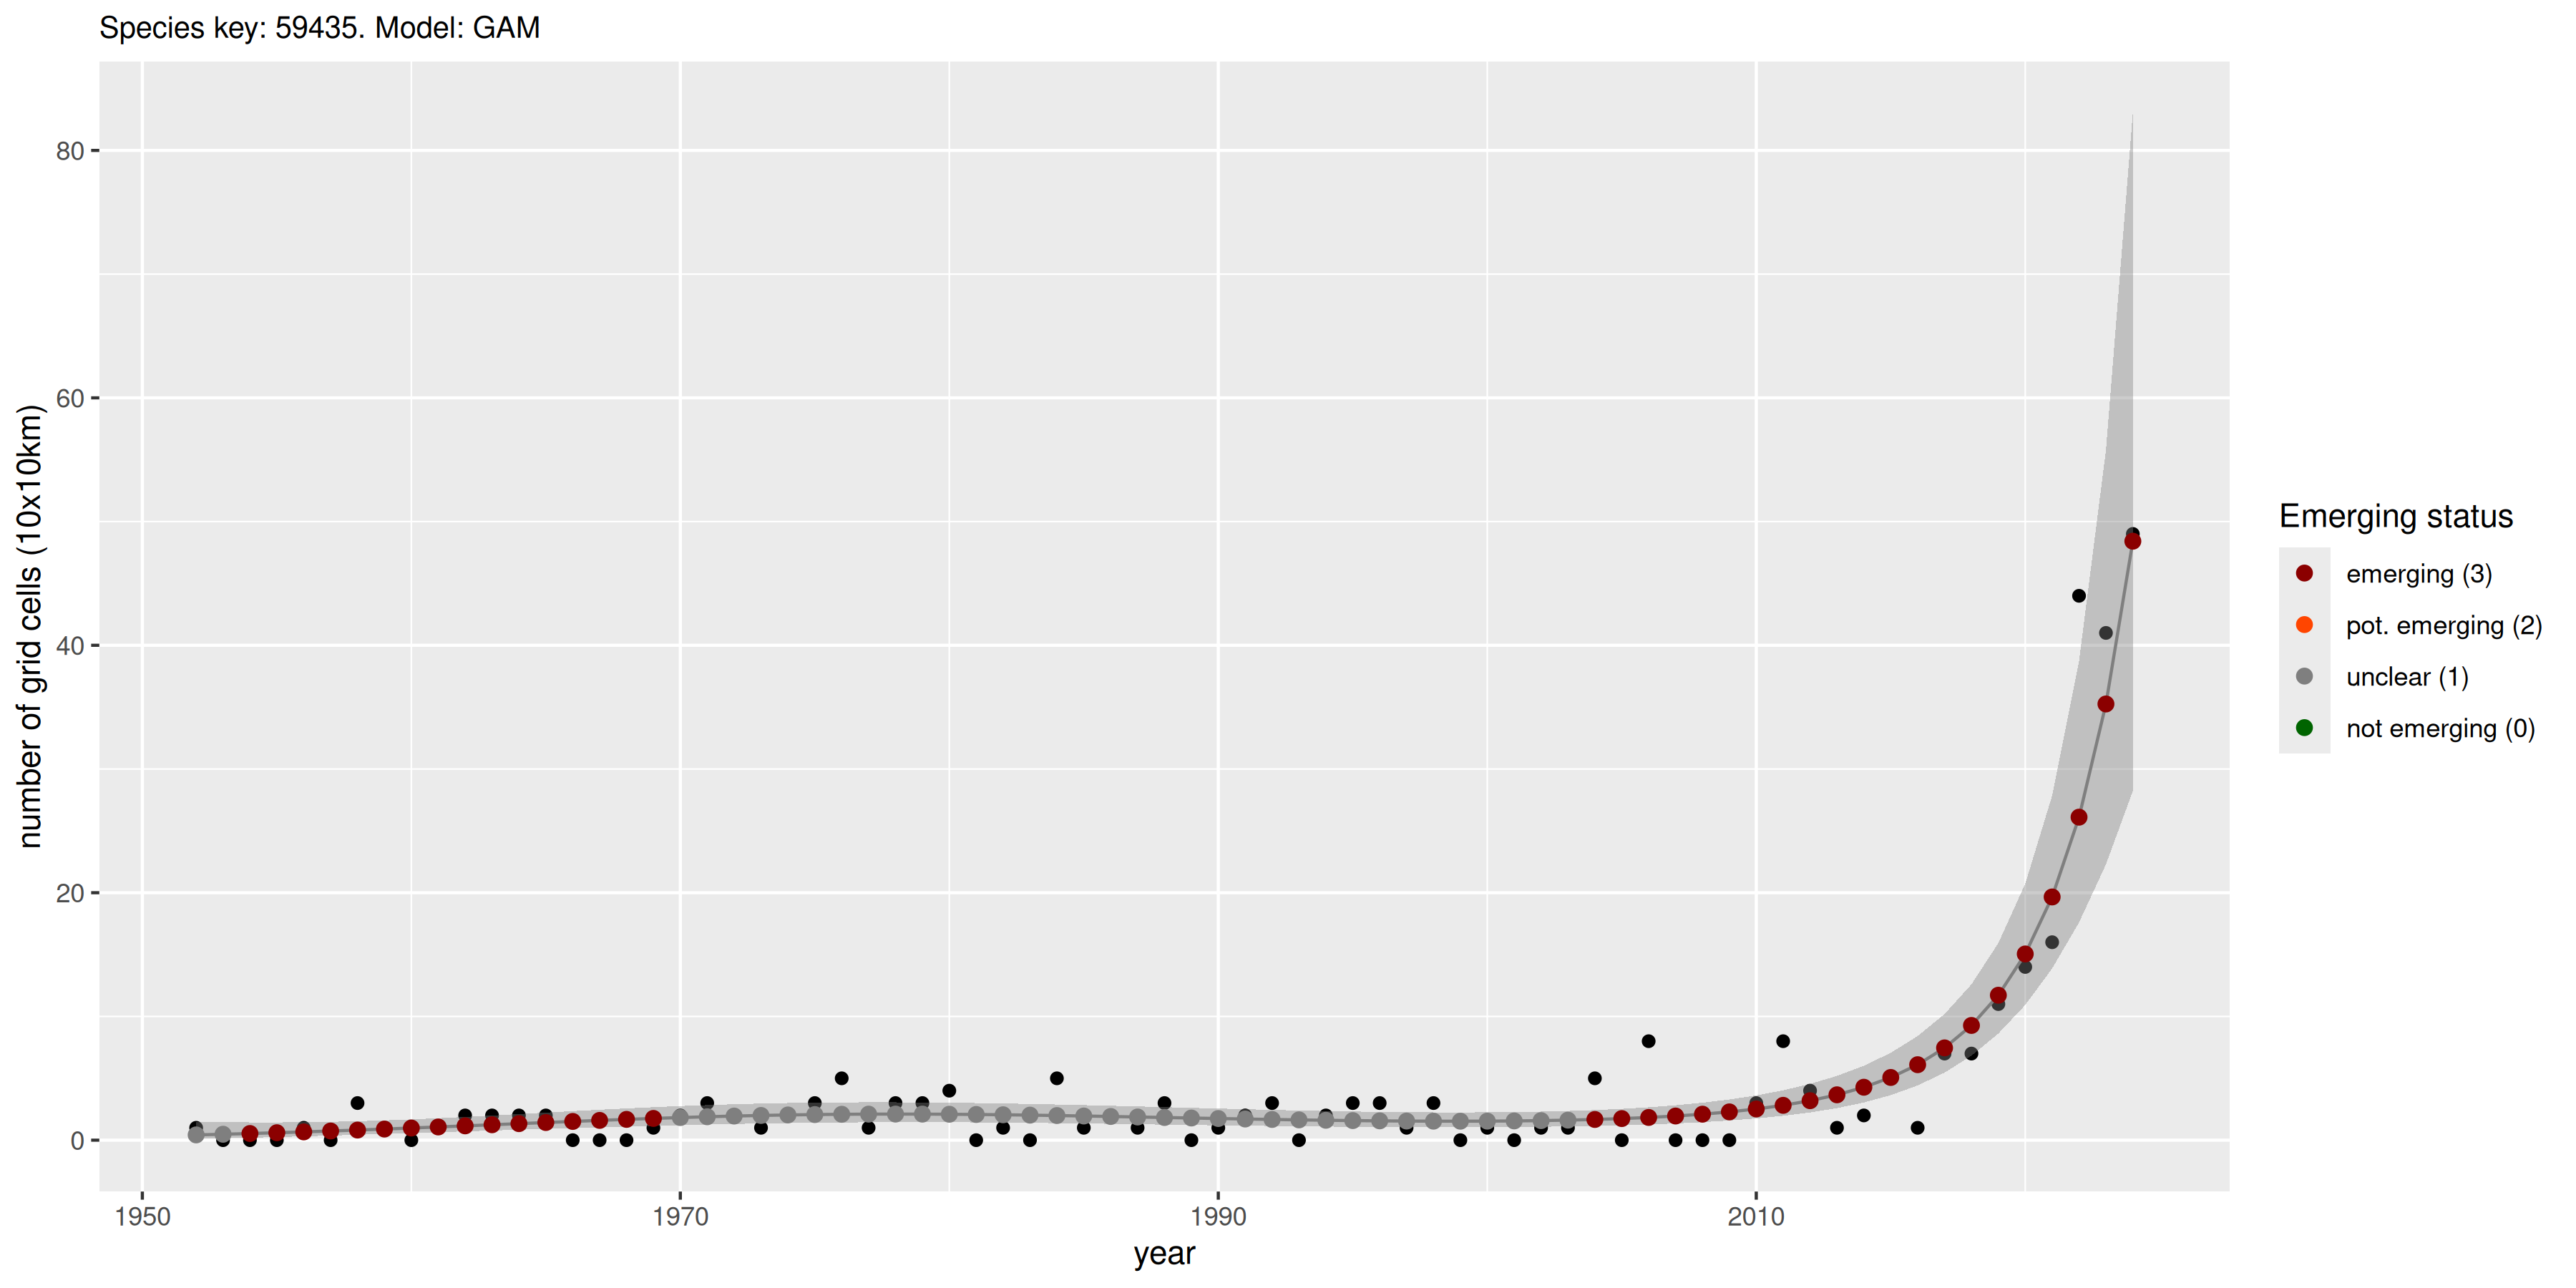 Species key: 59435. Model: GAM
number of grid cells (10x10km)
80
60
40
20
0
1950
1970
1990
2010
year
Emerging status
emerging (3)
pot. emerging (2)
unclear (1)
not emerging (0)